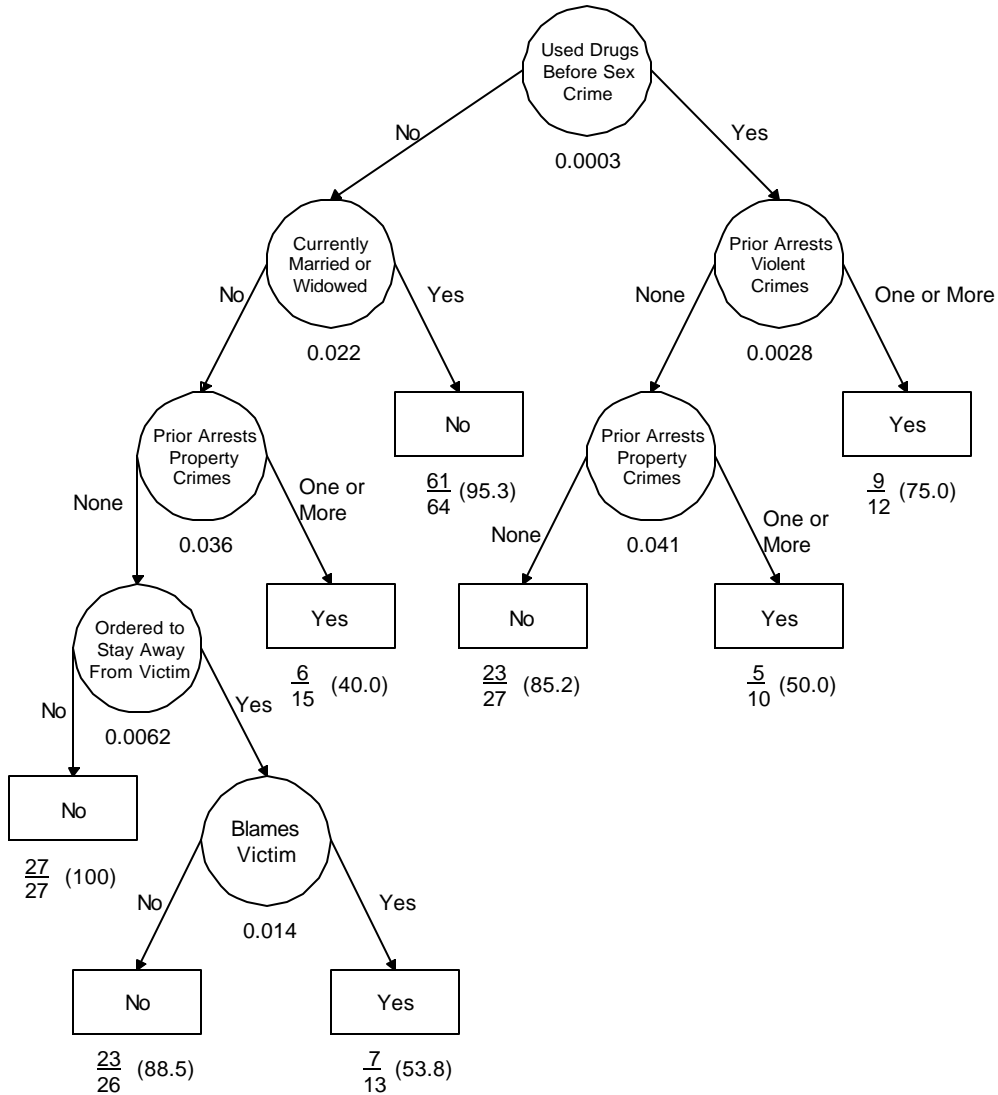 Used Drugs
Before Sex
Crime
No
Yes
0.0003
Currently
Married or
Widowed
Prior Arrests
Violent
Crimes
No
Yes
None
One or More
0.022
0.0028
Prior Arrests
Property
Crimes
No
Prior Arrests
Property
Crimes
Yes
None
One or
More
61
64 (95.3)
None
One or
More
9
12 (75.0)
0.036
0.041
Ordered to
Stay Away
From Victim
Yes
No
Yes
6
15 (40.0)
23
27 (85.2)
5
10 (50.0)
No
Yes
0.0062
No
Blames
Victim
27
27 (100)
No
Yes
0.014
No
Yes
23
26 (88.5)
7
13 (53.8)